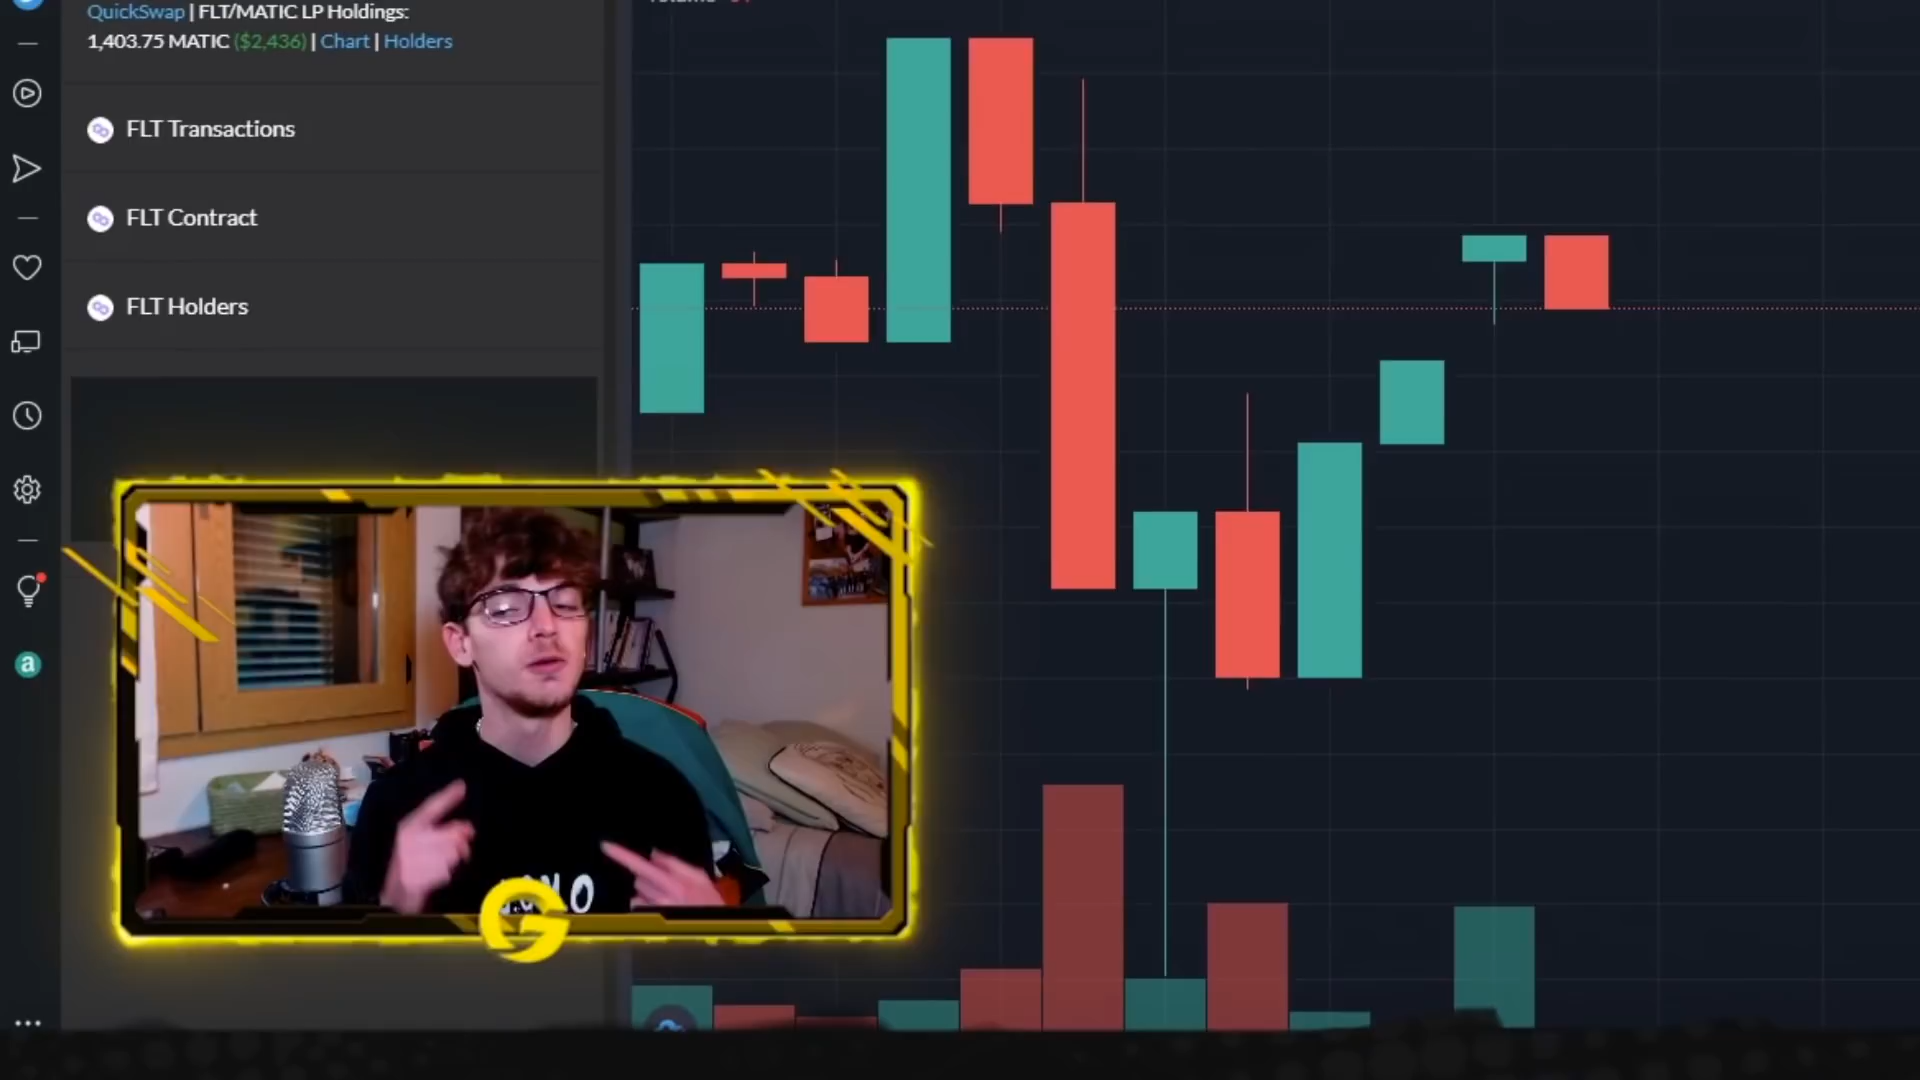 QuickSwap | FLT/MATIC LP Holdings:
1,403.75 MATIC ($2,436) | Chart | Holders
FLT Transactions
FLT Contract
FLT Holders
a
G